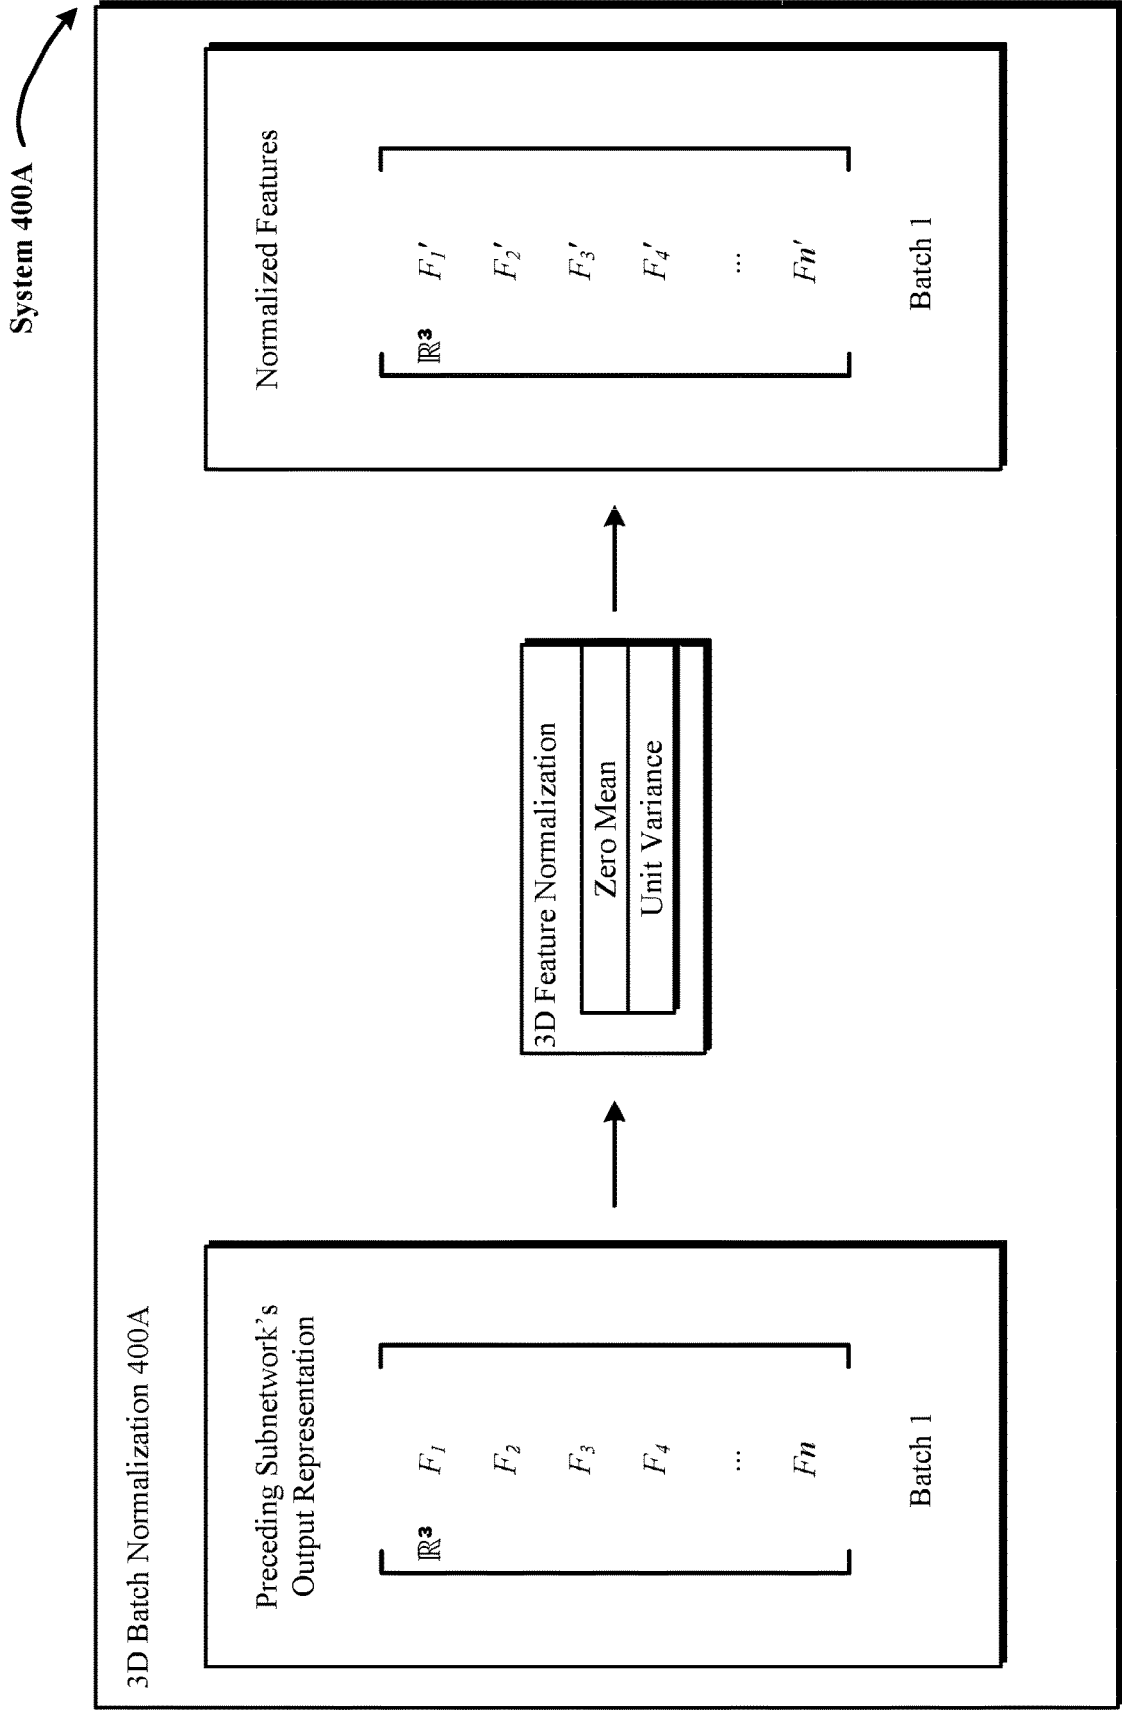 System 400A
3D Batch Normalization 400A
Preceding Subnetwork's
Output Representation
ℝ³ F₁
F₂
F₃
F₄
...
Fn
Batch 1
3D Feature Normalization
Zero Mean
Unit Variance
Normalized Features
ℝ³ F₁′
F₂′
F₃′
F₄′
...
Fn′
Batch 1